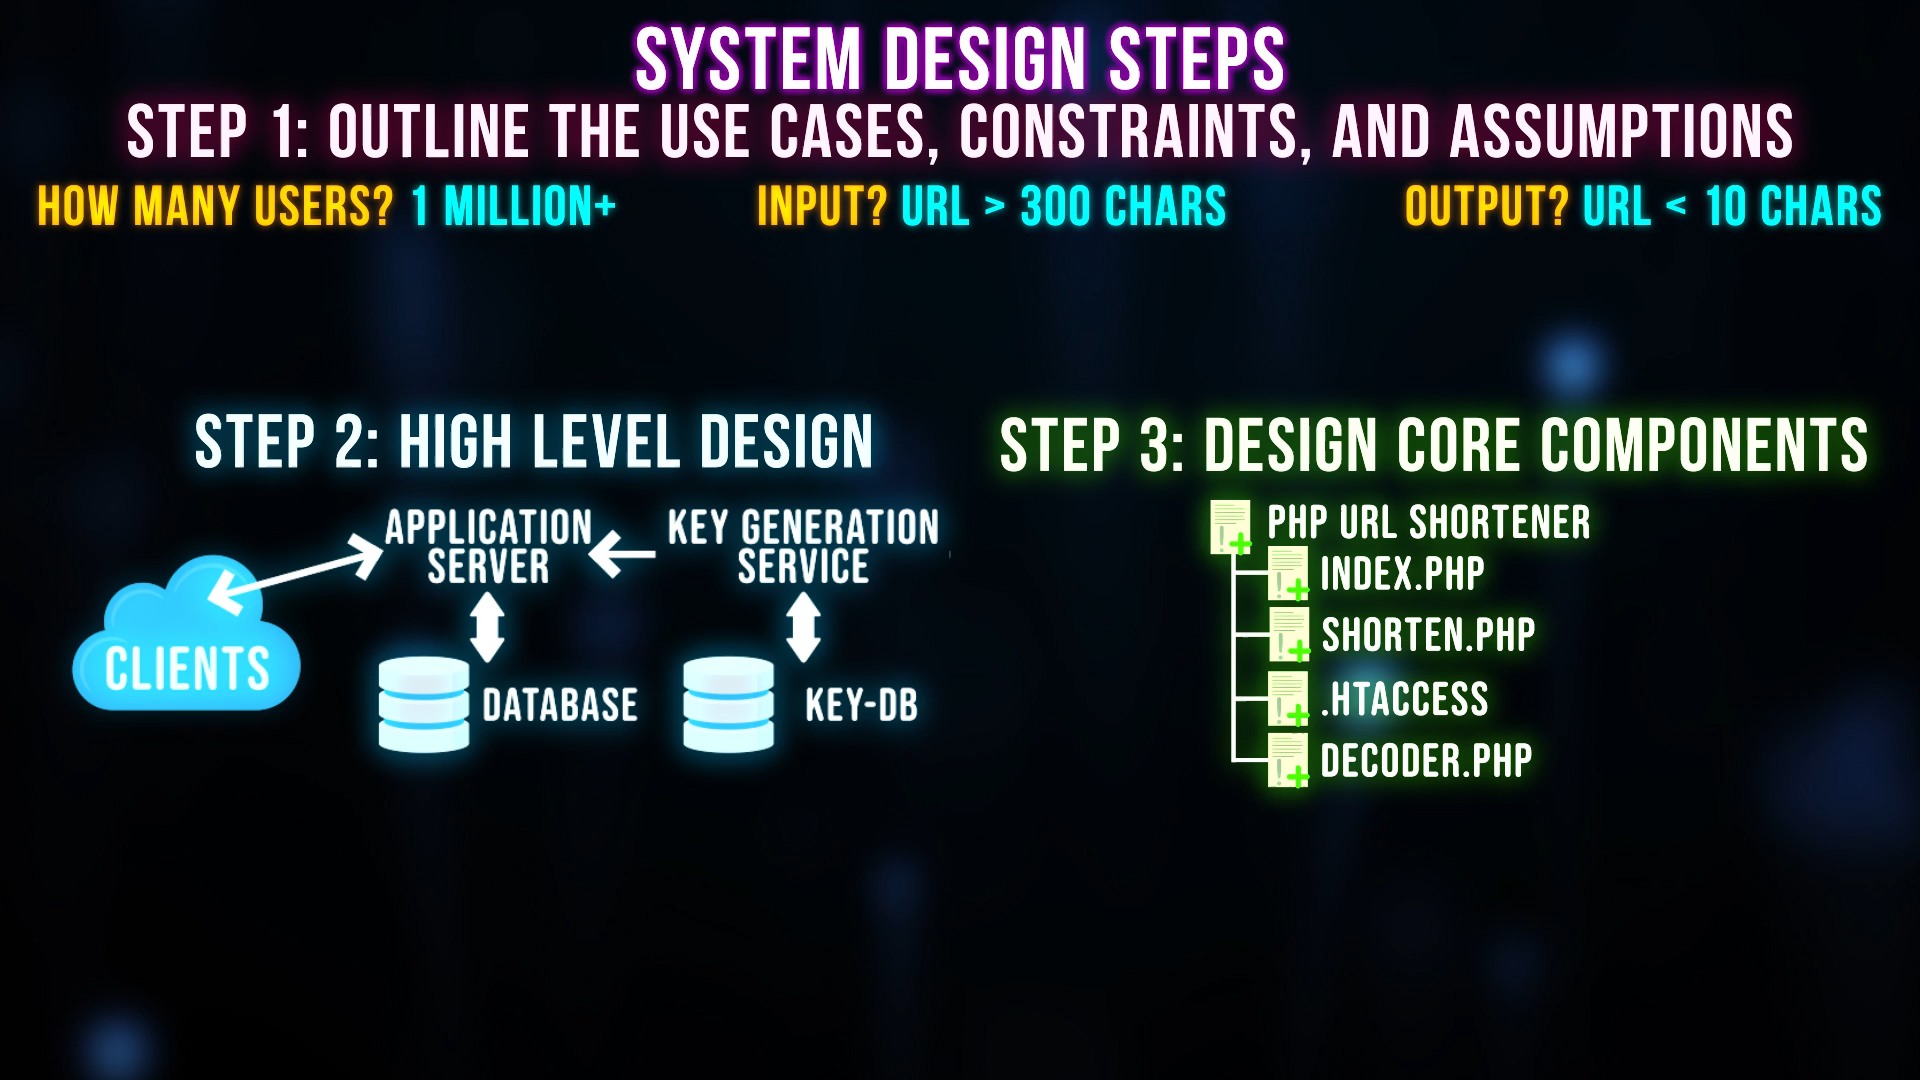 SYSTEM DESIGN STEPS
STEP 1: OUTLINE THE USE CASES, CONSTRAINTS, AND ASSUMPTIONS
HOW MANY USERS? 1 MILLION+
INPUT? URL > 300 CHARS
OUTPUT? URL < 10 CHARS
STEP 2: HIGH LEVEL DESIGN
APPLICATION
SERVER
KEY GENERATION
SERVICE
CLIENTS
DATABASE
KEY-DB
STEP 3: DESIGN CORE COMPONENTS
PHP URL SHORTENER
INDEX.PHP
SHORTEN.PHP
.HTACCESS
DECODER.PHP